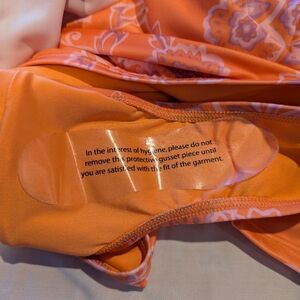 In the interest of hygiene, please do not
remove this protective gusset piece until
you are satisfied with the fit of the garment.